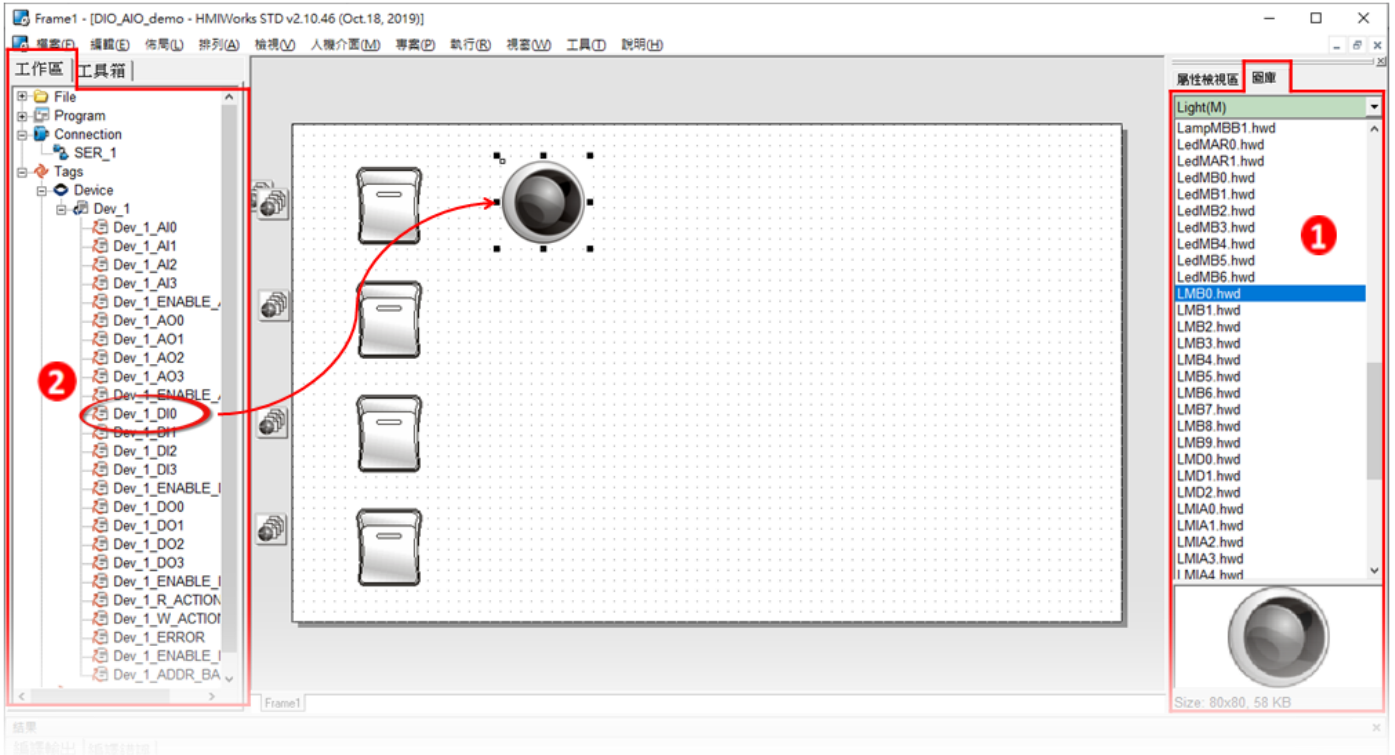 Frame1 - [DIO_AIO_demo - HMIWorks STD v2.10.46 (Oct.18, 2019)]
檔案(F) 編輯(E) 佈局(L) 排列(A) 檢視(V) 人機介面(M) 專案(P) 執行(R) 視窗(W) 工具(T) 說明(H)
工作區 工具箱
File
Program
Connection
SER_1
Tags
Device
Dev_1
Dev_1_AI0
Dev_1_AI1
Dev_1_AI2
Dev_1_AI3
Dev_1_ENABLE_
Dev_1_AO0
Dev_1_AO1
Dev_1_AO2
Dev_1_AO3
Dev_1_ENABLE_
Dev_1_DI0
Dev_1_DI1
Dev_1_DI2
Dev_1_DI3
Dev_1_ENABLE_I
Dev_1_DO0
Dev_1_DO1
Dev_1_DO2
Dev_1_DO3
Dev_1_ENABLE_I
Dev_1_R_ACTION
Dev_1_W_ACTION
Dev_1_ERROR
Dev_1_ENABLE_I
Dev_1_ADDR_BA
2
Frame1
屬性檢視區 圖庫
Light(M)
LampMBB1.hwd
LedMAR0.hwd
LedMAR1.hwd
LedMB0.hwd
LedMB1.hwd
LedMB2.hwd
LedMB3.hwd
LedMB4.hwd
LedMB5.hwd
LedMB6.hwd
LMB0.hwd
LMB1.hwd
LMB2.hwd
LMB3.hwd
LMB4.hwd
LMB5.hwd
LMB6.hwd
LMB7.hwd
LMB8.hwd
LMB9.hwd
LMD0.hwd
LMD1.hwd
LMD2.hwd
LMIA0.hwd
LMIA1.hwd
LMIA2.hwd
LMIA3.hwd
LMIA4.hwd
1
Size: 80x80, 58 KB
結果